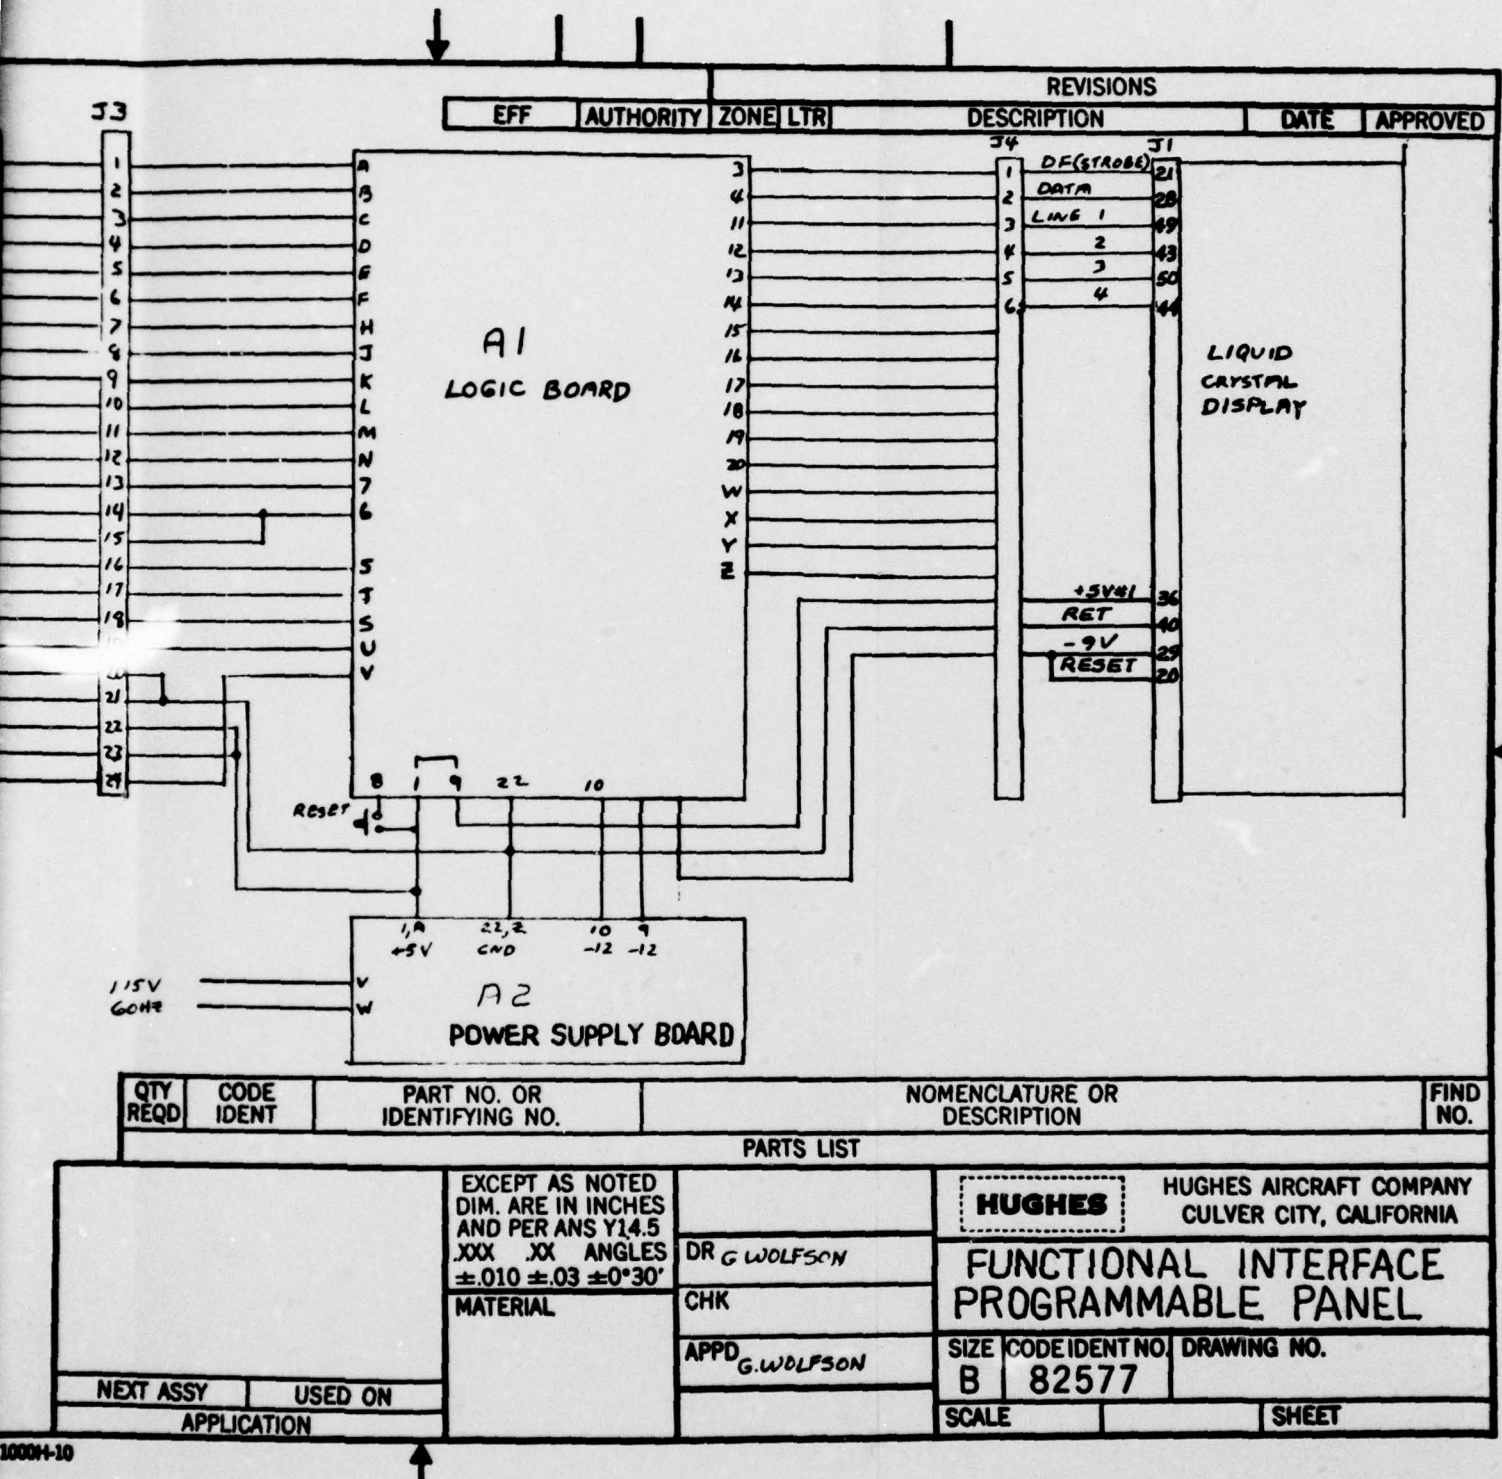 REVISIONS
EFF AUTHORITY ZONE LTR DESCRIPTION DATE APPROVED
J3
J4 J1
1 A 3 1 DF(STROBE) 21
2 B 4 2 DATA 28
3 C 11 3 LINE 1 49
4 D 12 4 2 43
5 E 13 5 3 50
6 F 14 6 4 44
7 H 15
8 J 16
9 K 17
10 L 18
11 M 19
12 N 20
13 7 W
14 6 X
15 Y
16 5 Z
17 T +5V#1 36
18 S RET 40
U -9V 29
V RESET 20
21
22
23
24
A1
LOGIC BOARD
LIQUID
CRYSTAL
DISPLAY
8 1 9 22 10
RESET
1,A 22,Z 10 9
+5V GND -12 -12
115V V
60HZ W
A2
POWER SUPPLY BOARD
QTY REQD CODE IDENT PART NO. OR IDENTIFYING NO. NOMENCLATURE OR DESCRIPTION FIND NO.
PARTS LIST
EXCEPT AS NOTED
DIM. ARE IN INCHES
AND PER ANS Y14.5
.XXX .XX ANGLES
±.010 ±.03 ±0°30'
MATERIAL
DR G WOLFSON
CHK
APPD G. WOLFSON
HUGHES
HUGHES AIRCRAFT COMPANY
CULVER CITY, CALIFORNIA
FUNCTIONAL INTERFACE
PROGRAMMABLE PANEL
SIZE CODE IDENT NO. DRAWING NO.
B 82577
SCALE SHEET
NEXT ASSY USED ON
APPLICATION
1000H-10